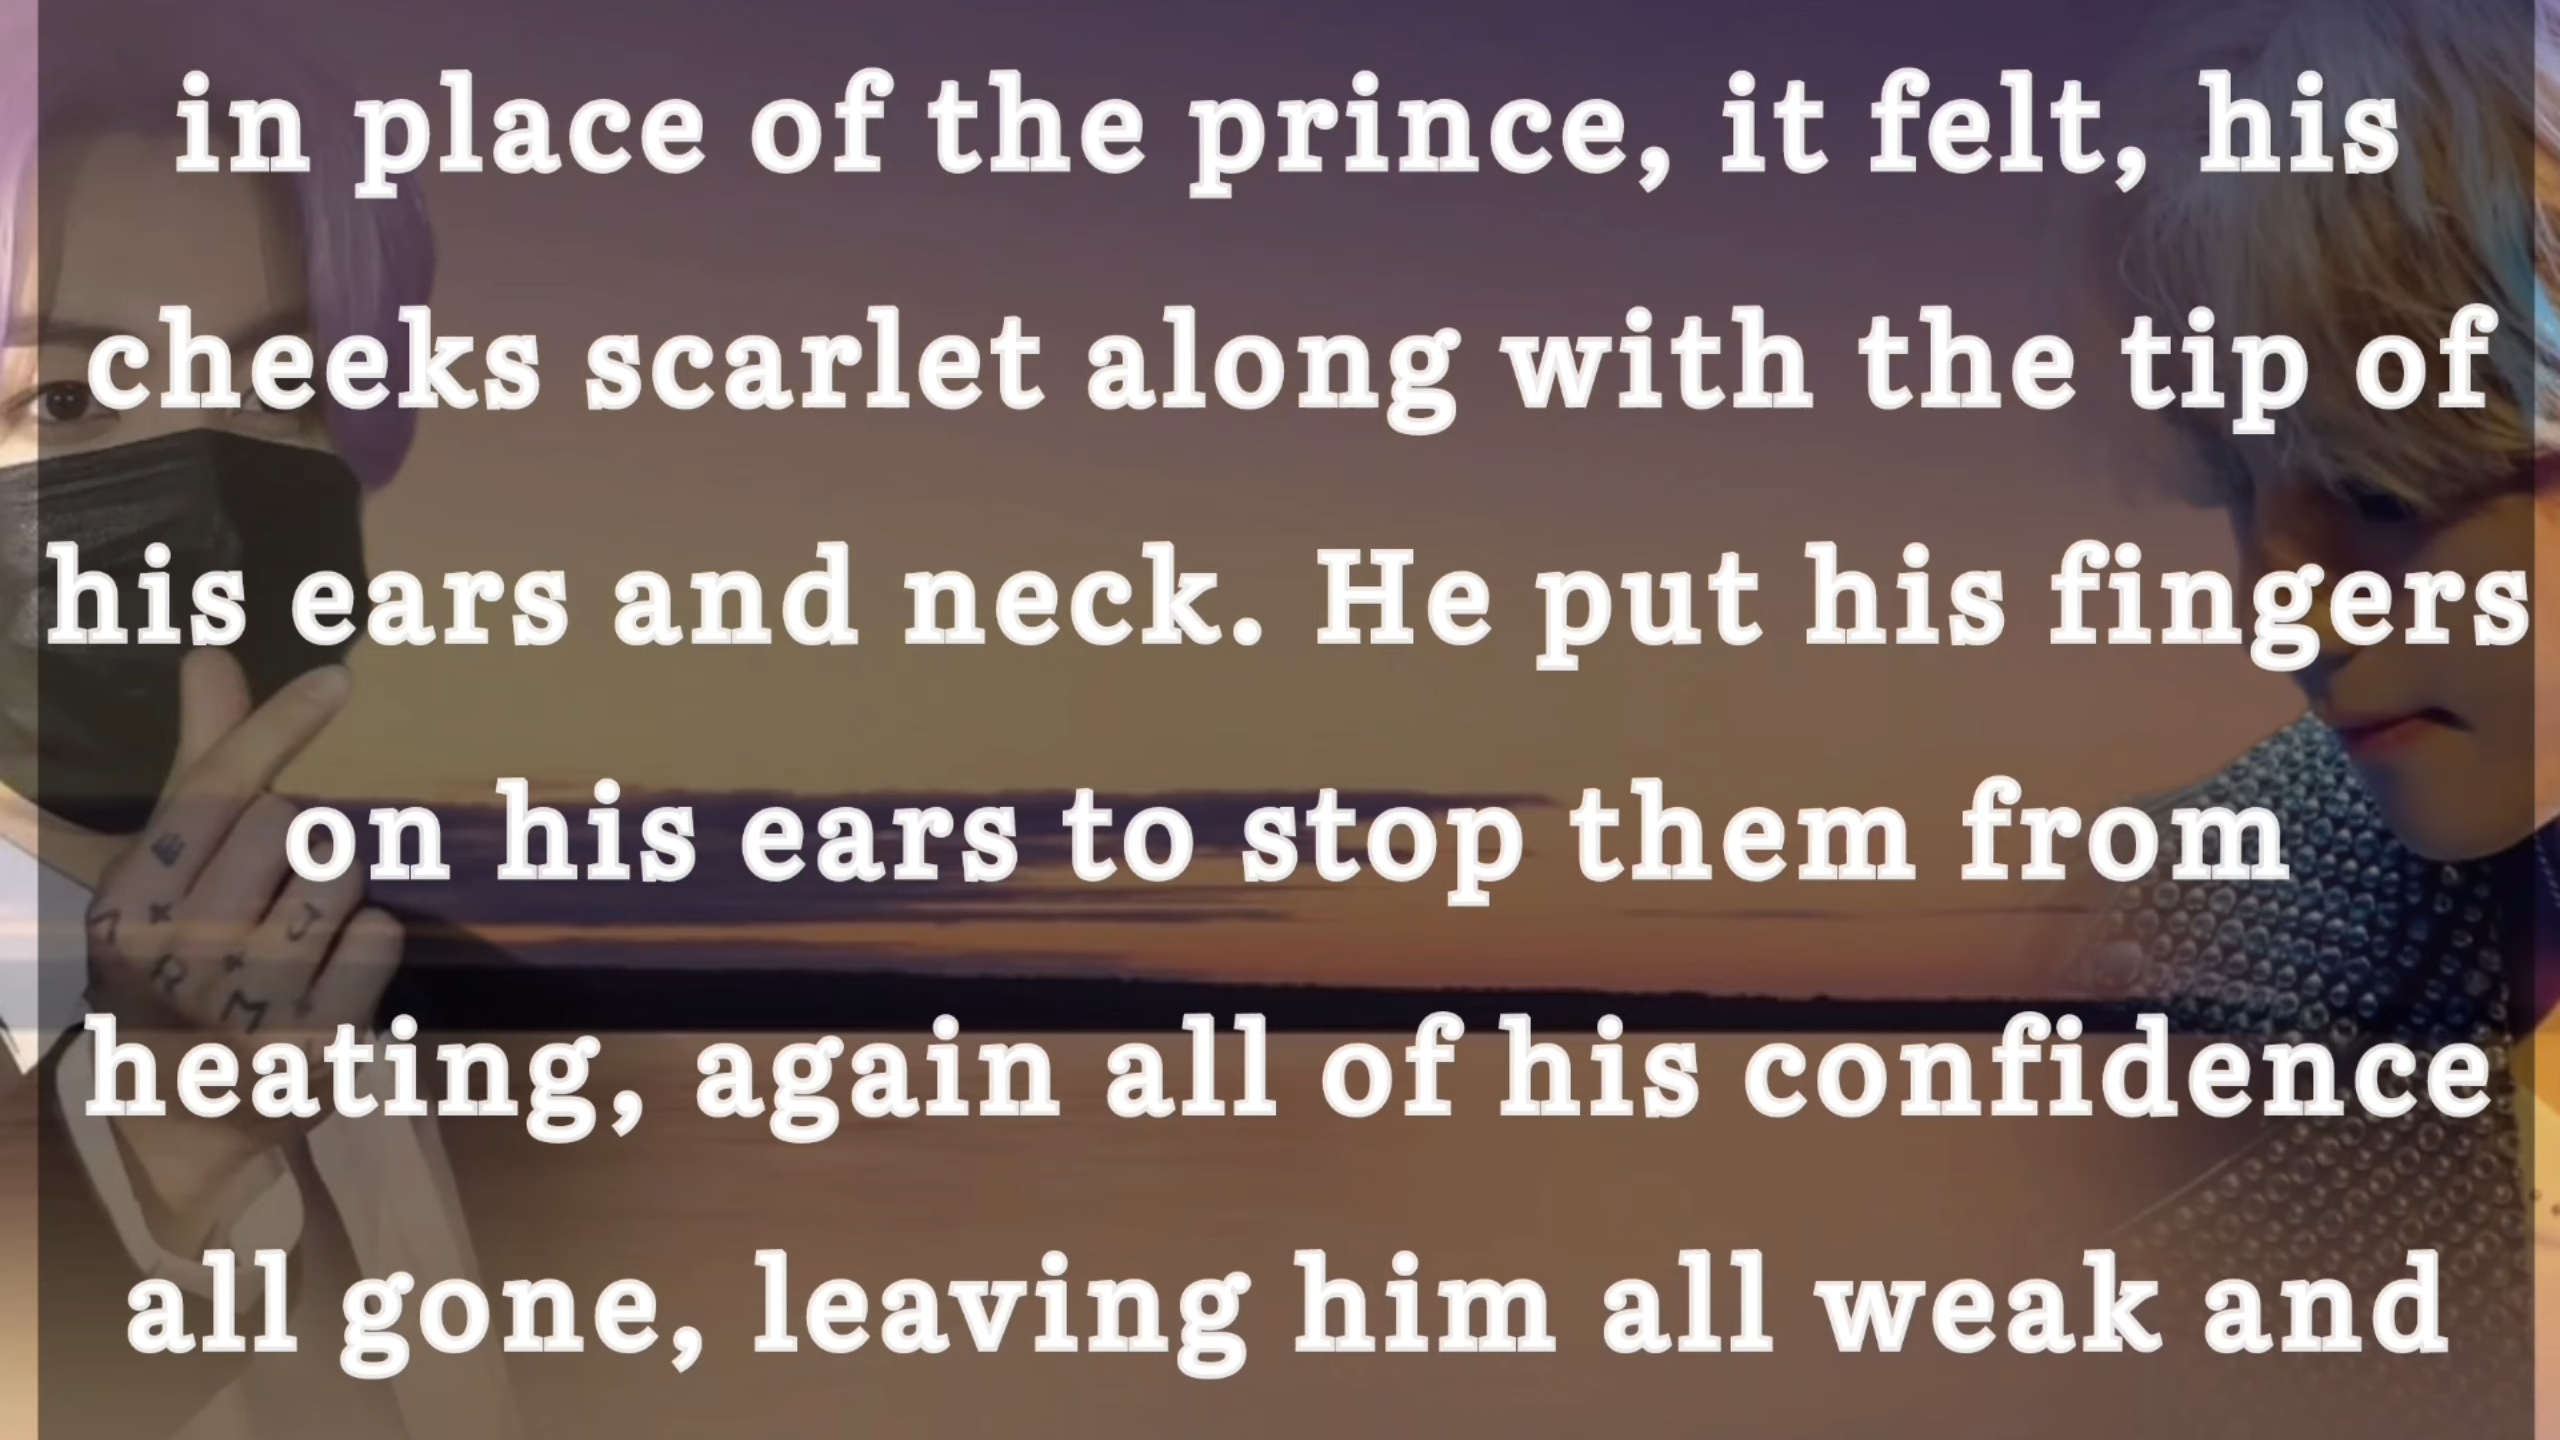 in place of the prince, it felt, his
cheeks scarlet along with the tip of
his ears and neck. He put his fingers
on his ears to stop them from
heating, again all of his confidence
all gone, leaving him all weak and